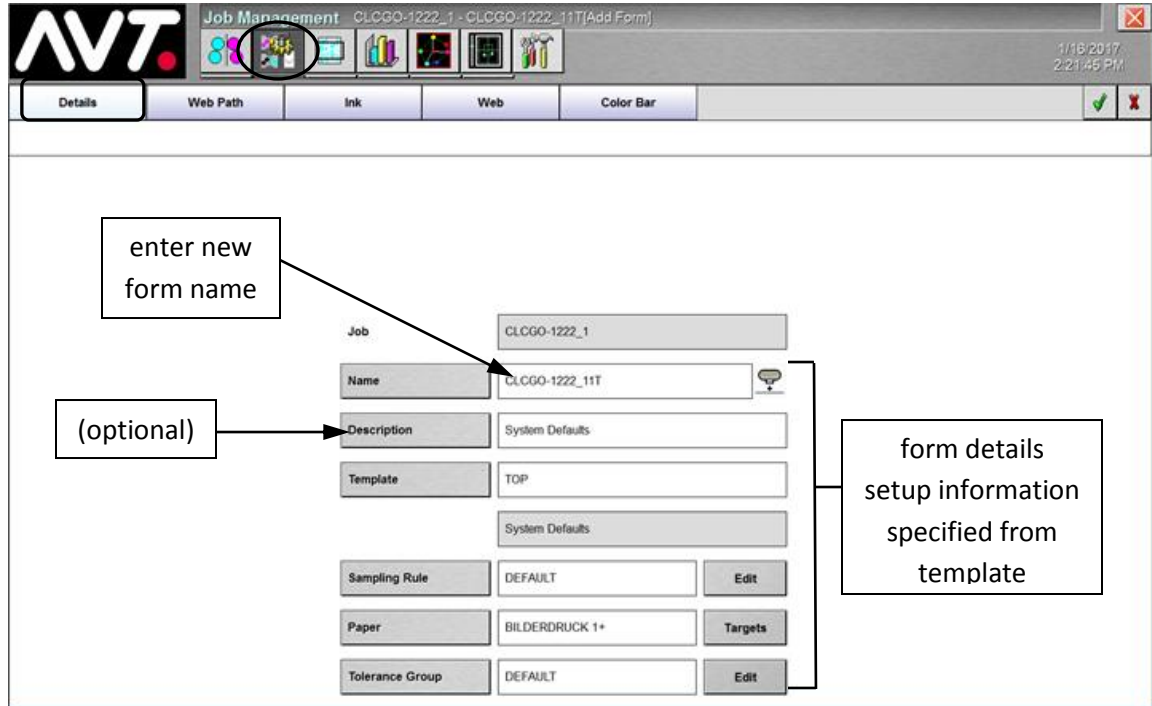 AVT.
Job Management CLCGO-1222_1 - CLCGO-1222_11T[Add Form]
1/16/2017
2:21:45 PM
Details Web Path Ink Web Color Bar
enter new
form name
Job CLCGO-1222_1
Name CLCGO-1222_11T
(optional)
Description System Defaults
Template TOP
System Defaults
form details
setup information
specified from
template
Sampling Rule DEFAULT Edit
Paper BILDERDRUCK 1+ Targets
Tolerance Group DEFAULT Edit